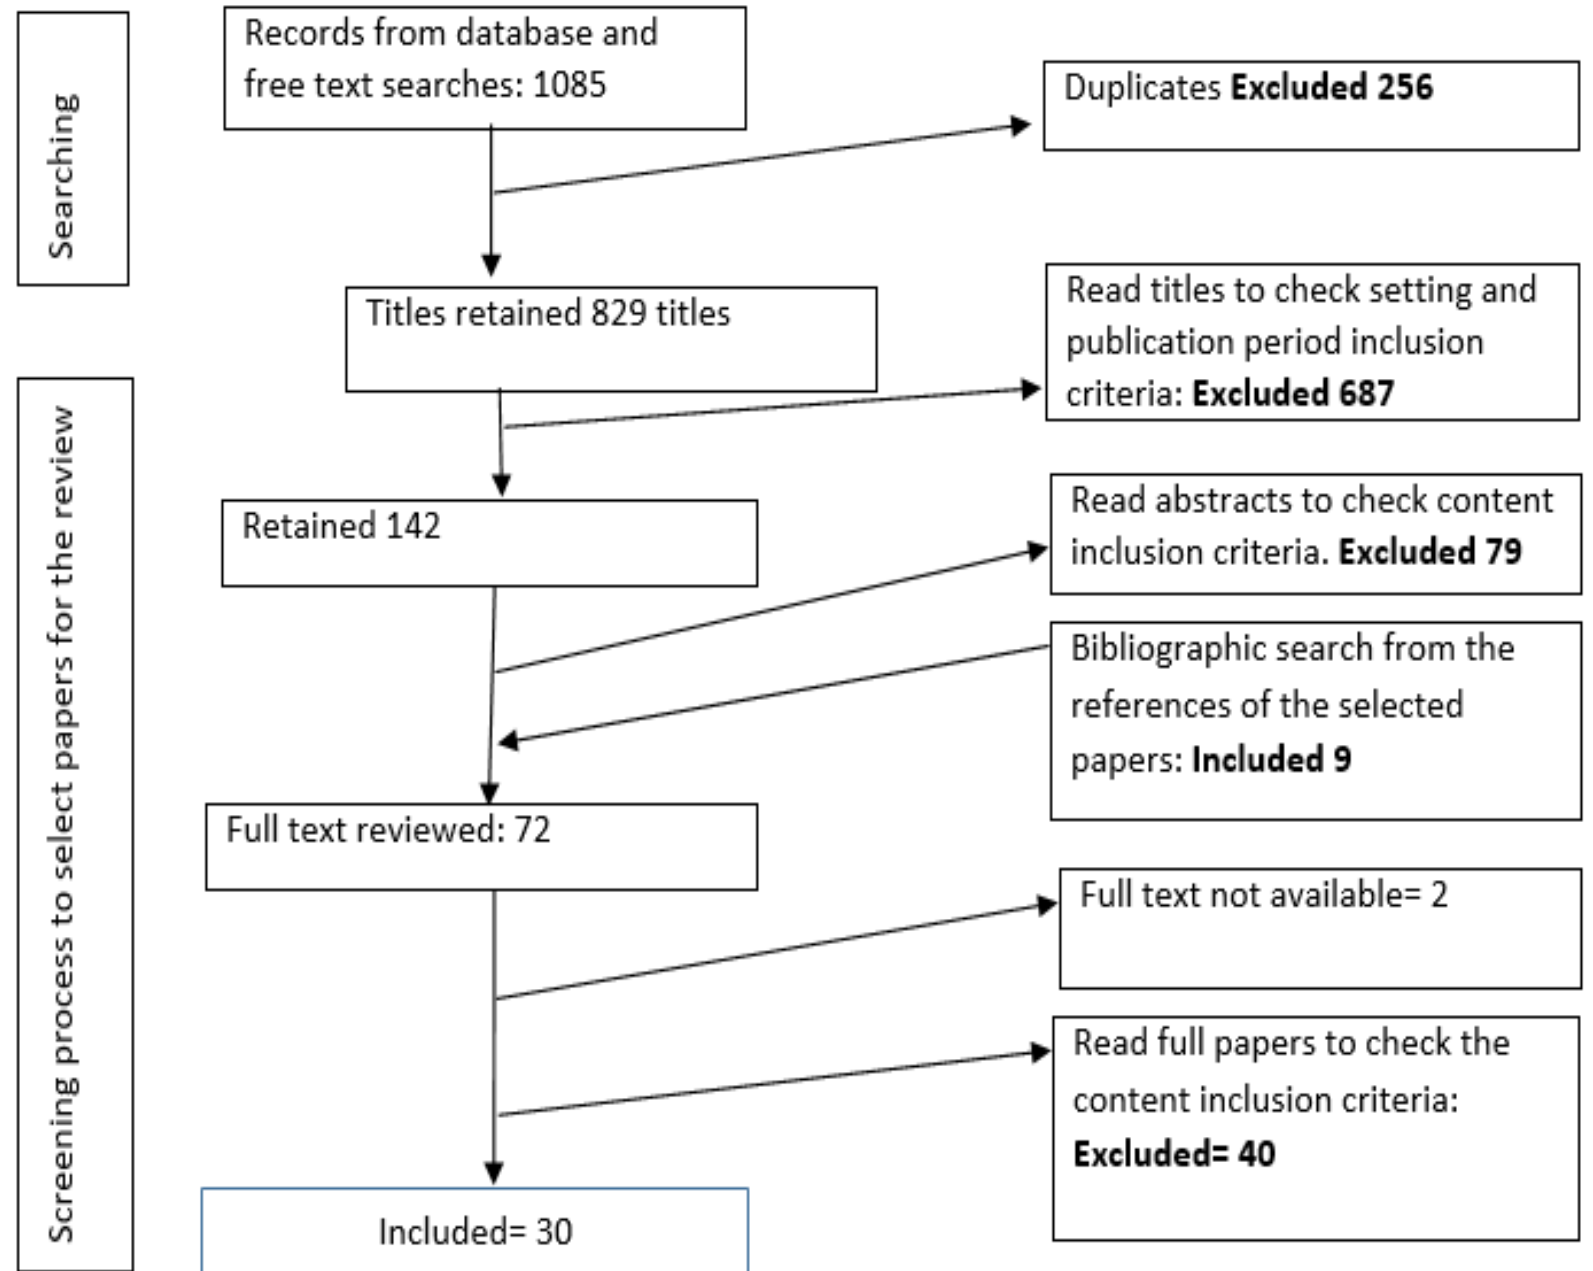 Searching
Records from database and
free text searches: 1085
Duplicates Excluded 256
Titles retained 829 titles
Read titles to check setting and
publication period inclusion
criteria: Excluded 687
Screening process to select papers for the review
Retained 142
Read abstracts to check content
inclusion criteria. Excluded 79
Bibliographic search from the
references of the selected
papers: Included 9
Full text reviewed: 72
Full text not available= 2
Read full papers to check the
content inclusion criteria:
Excluded= 40
Included= 30